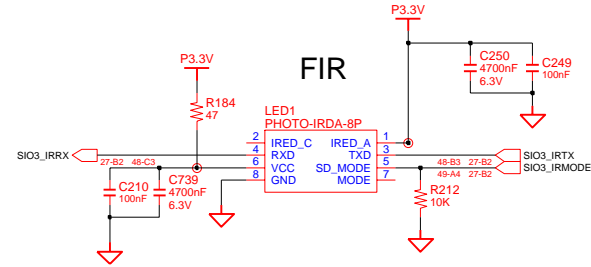 P3.3V
P3.3V
FIR
C250
4700nF
6.3V
C249
100nF
R184
47
LED1
PHOTO-IRDA-8P
2
IRED_C
IRED_A
1
SIO3_IRRX
27-B2
48-C3
4
RXD
TXD
3
48-B3
27-B2
SIO3_IRTX
6
VCC
SD_MODE
5
49-A4
27-B2
SIO3_IRMODE
8
GND
MODE
7
C210
100nF
C739
4700nF
6.3V
R212
10K